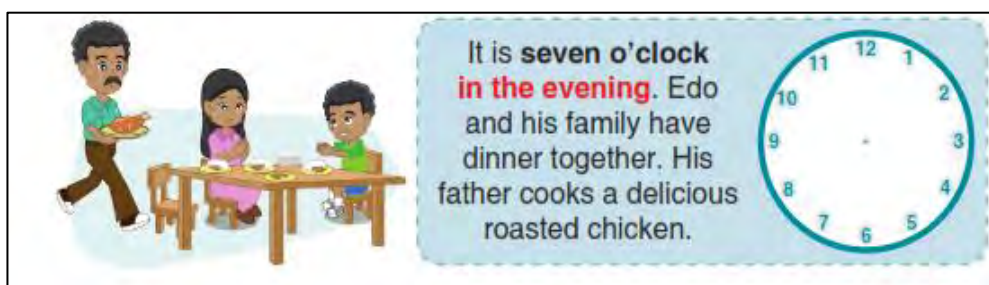 It is seven o'clock
in the evening. Edo
and his family have
dinner together. His
father cooks a delicious
roasted chicken.
12
1
2
3
4
5
6
7
8
9
10
11